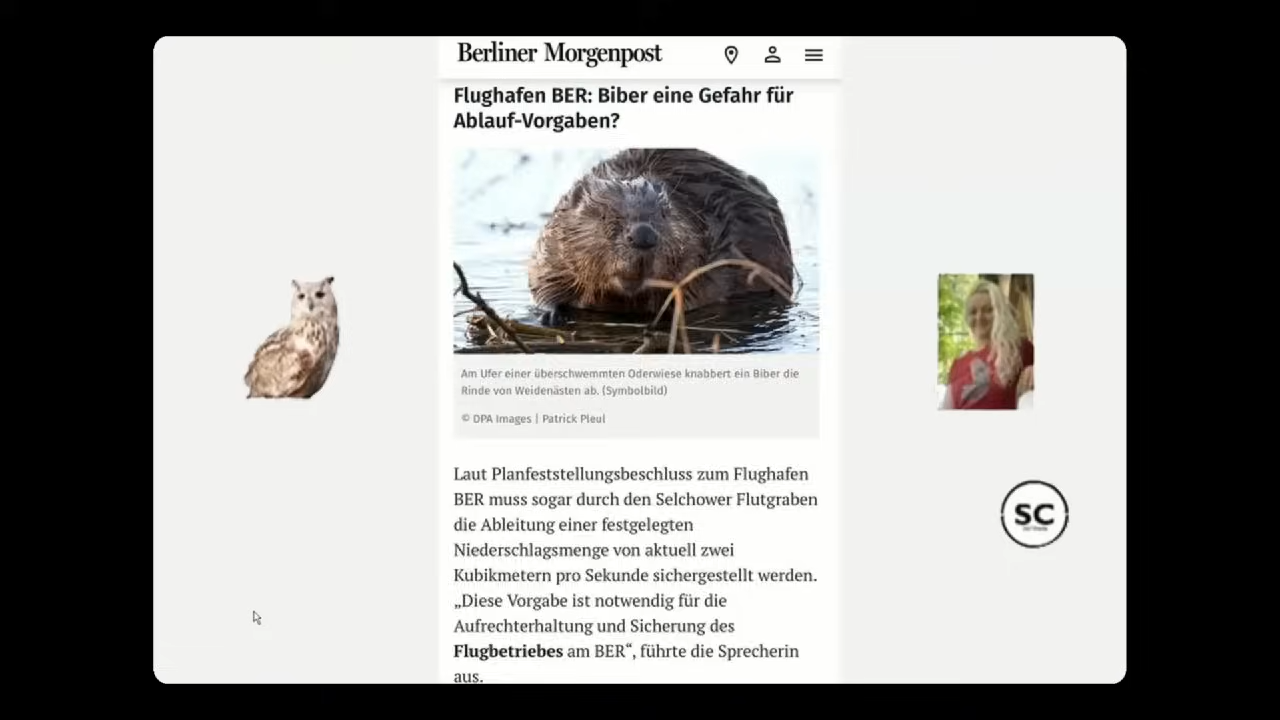 Berliner Morgenpost
Flughafen BER: Biber eine Gefahr für
Ablauf-Vorgaben?
Am Ufer einer überschwemmten Oderwiese knabbert ein Biber die
Rinde von Weidenästen ab. (Symbolbild)
© DPA Images | Patrick Pleul
Laut Planfeststellungsbeschluss zum Flughafen
BER muss sogar durch den Selchower Flutgraben
die Ableitung einer festgelegten
Niederschlagsmenge von aktuell zwei
Kubikmetern pro Sekunde sichergestellt werden.
„Diese Vorgabe ist notwendig für die
Aufrechterhaltung und Sicherung des
Flugbetriebes am BER“, führte die Sprecherin
aus.
SC